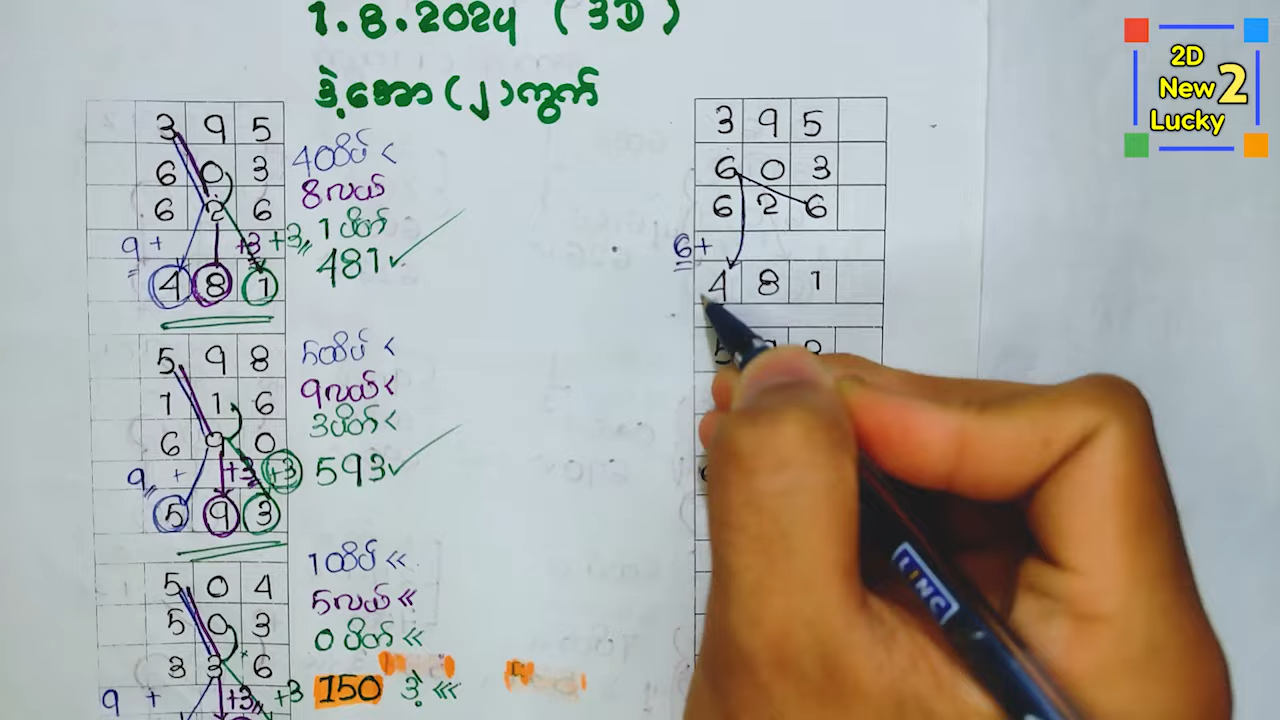 1.8.2024 (3D)
ဒဲ့အော(၂)ကွက်
2D
New 2
Lucky
3 9 5
6 0 3
6 2 6
9 + +3 +3
4 8 1
40ထိပ် <
8လယ်
1ပိတ်
481 ✓
5 9 8
1 1 6
6 9 0
9 + +3 +3
5 9 3
50ထိပ် <
9လယ် <
3ပိတ် <
593 ✓
5 0 4
5 0 3
3 3 6
9 + +3 +3
10ထိပ် <<
5လယ် <<
0ပိတ် <<
150 ဒဲ့ <<<
3 9 5
6 0 3
6 2 6
6+
4 8 1
LINC